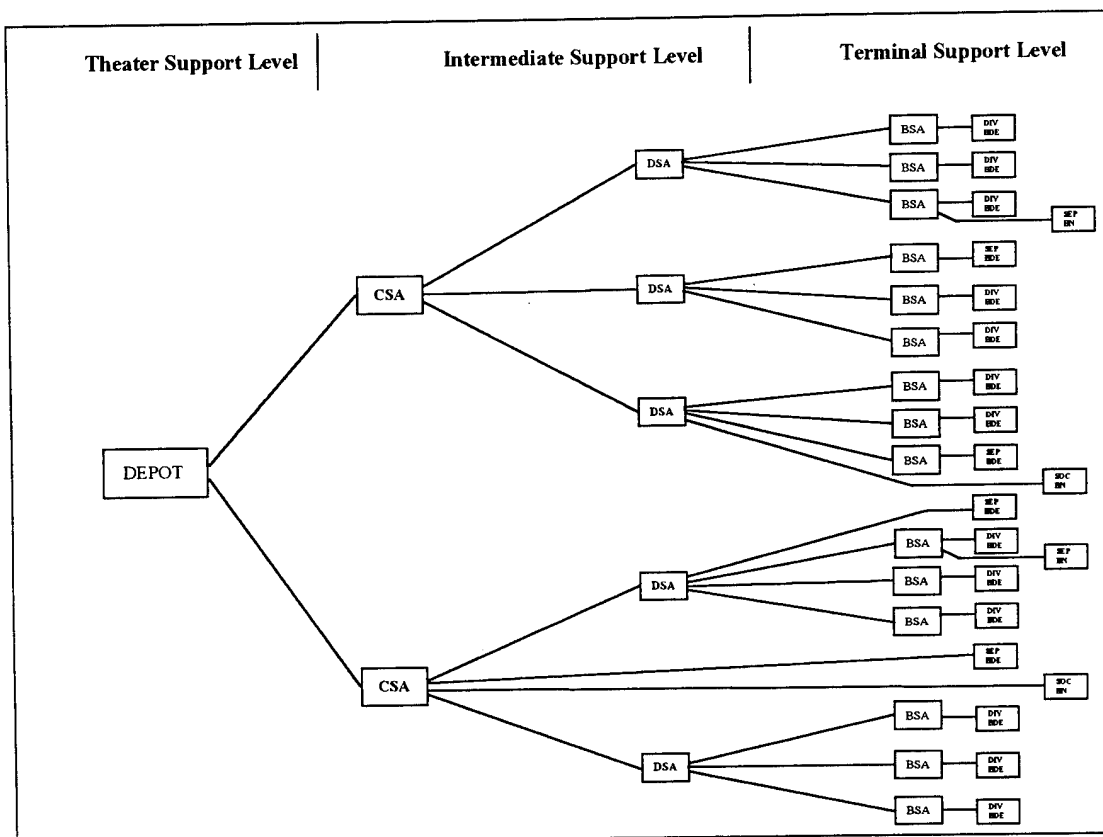 Theater Support Level
Intermediate Support Level
Terminal Support Level
BSA
DIV
BDE
DSA
BSA
DIV
BDE
BSA
DIV
BDE
SEP
BN
BSA
SEP
BDE
CSA
DSA
BSA
DIV
BDE
BSA
DIV
BDE
BSA
DIV
BDE
DSA
BSA
DIV
BDE
BSA
SEP
BDE
DEPOT
SOC
BN
SEP
BDE
BSA
DIV
BDE
SEP
BN
DSA
BSA
DIV
BDE
BSA
DIV
BDE
SEP
BDE
CSA
SOC
BN
BSA
DIV
BDE
DSA
BSA
DIV
BDE
BSA
DIV
BDE